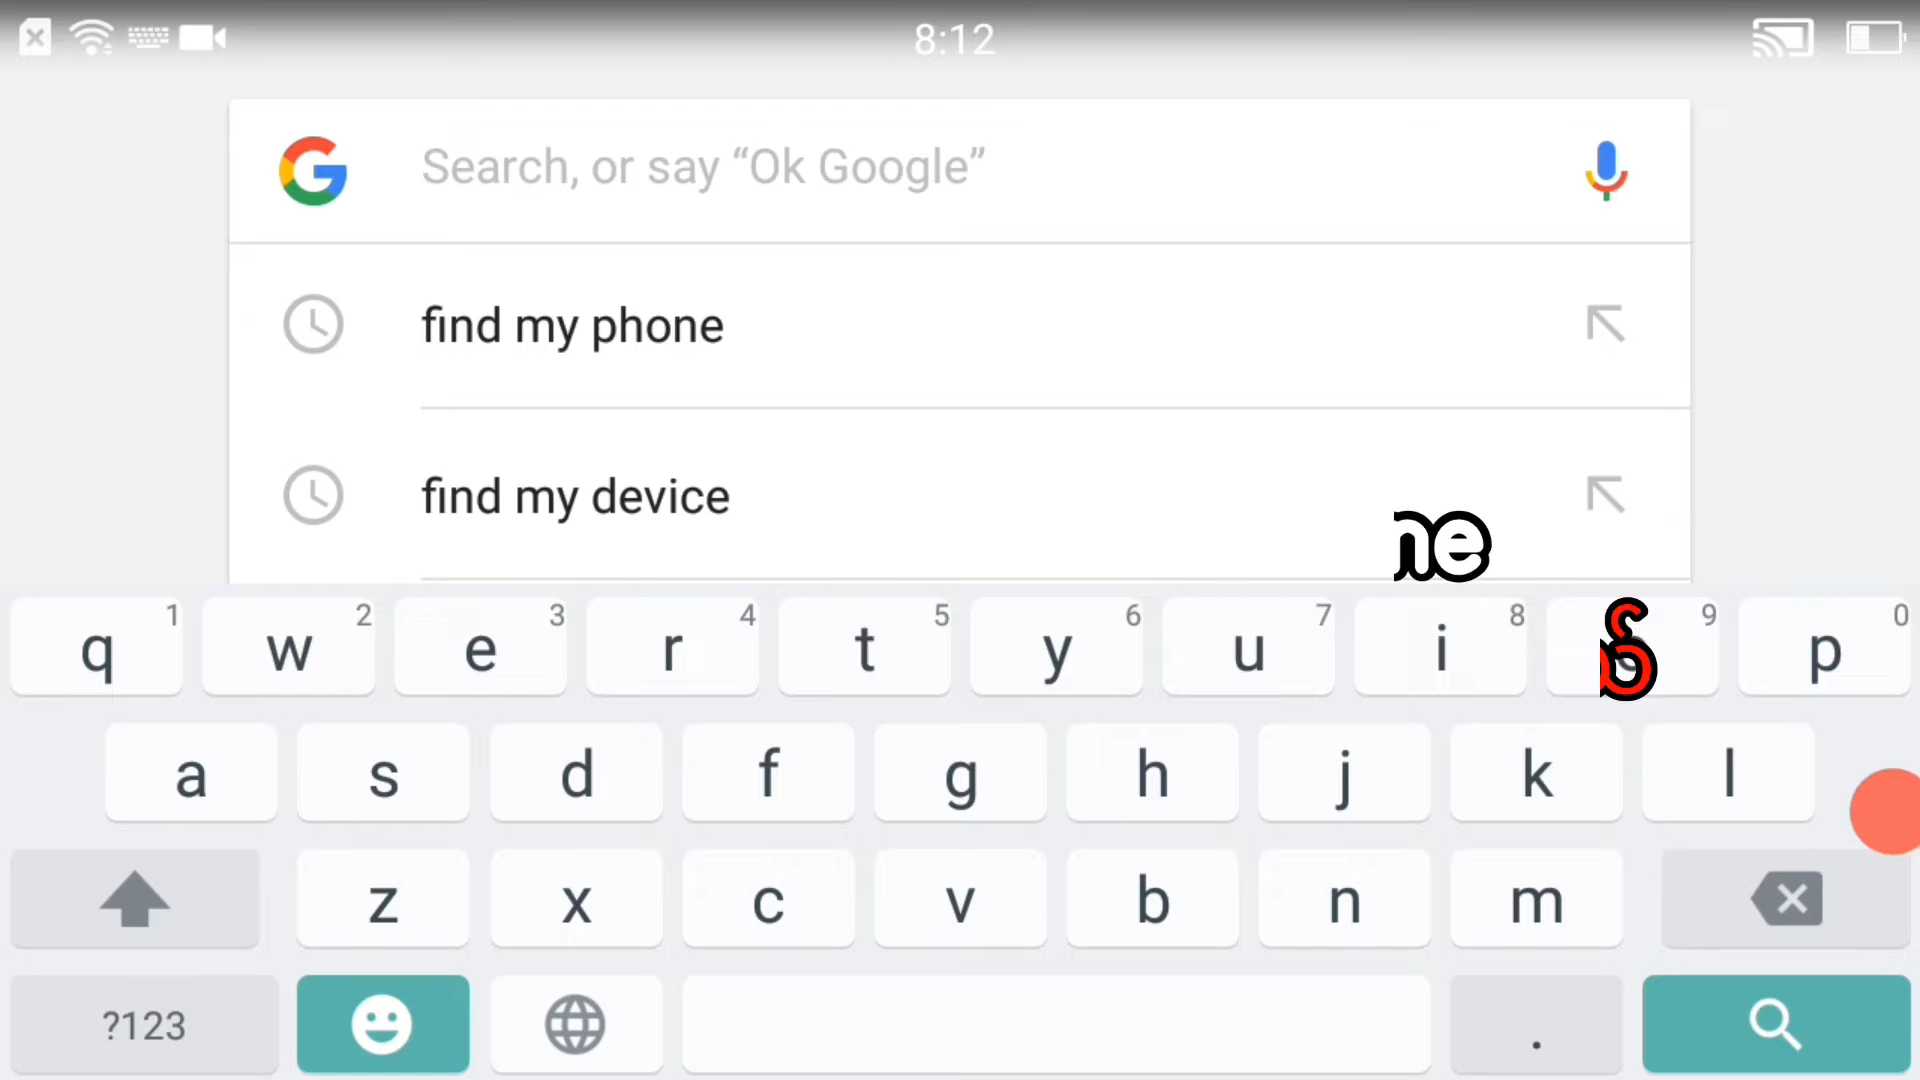 8:12
Search, or say “Ok Google”
find my phone
find my device
q 1 w 2 e 3 r 4 t 5 y 6 u 7 i 8 9 p 0
a s d f g h j k l
z x c v b n m
?123 .